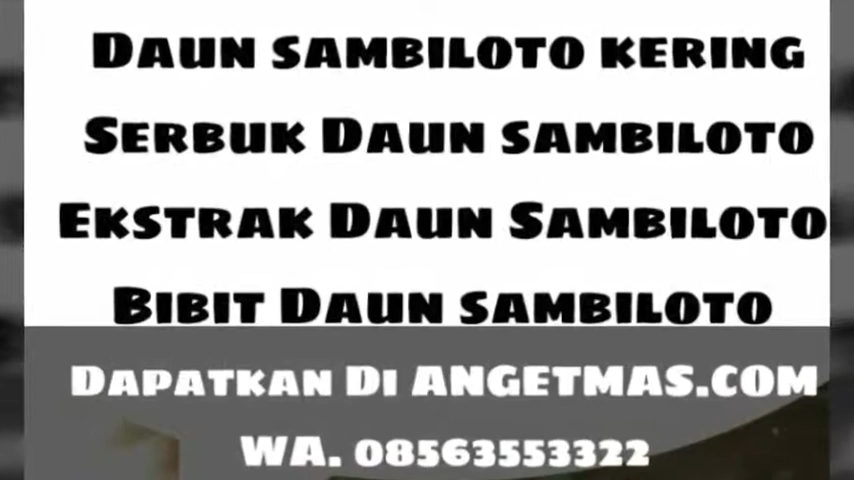 Daun sambiloto kering
Serbuk Daun sambiloto
Ekstrak Daun Sambiloto
Bibit Daun sambiloto
Dapatkan Di ANGETMAS.COM
WA. 08563553322